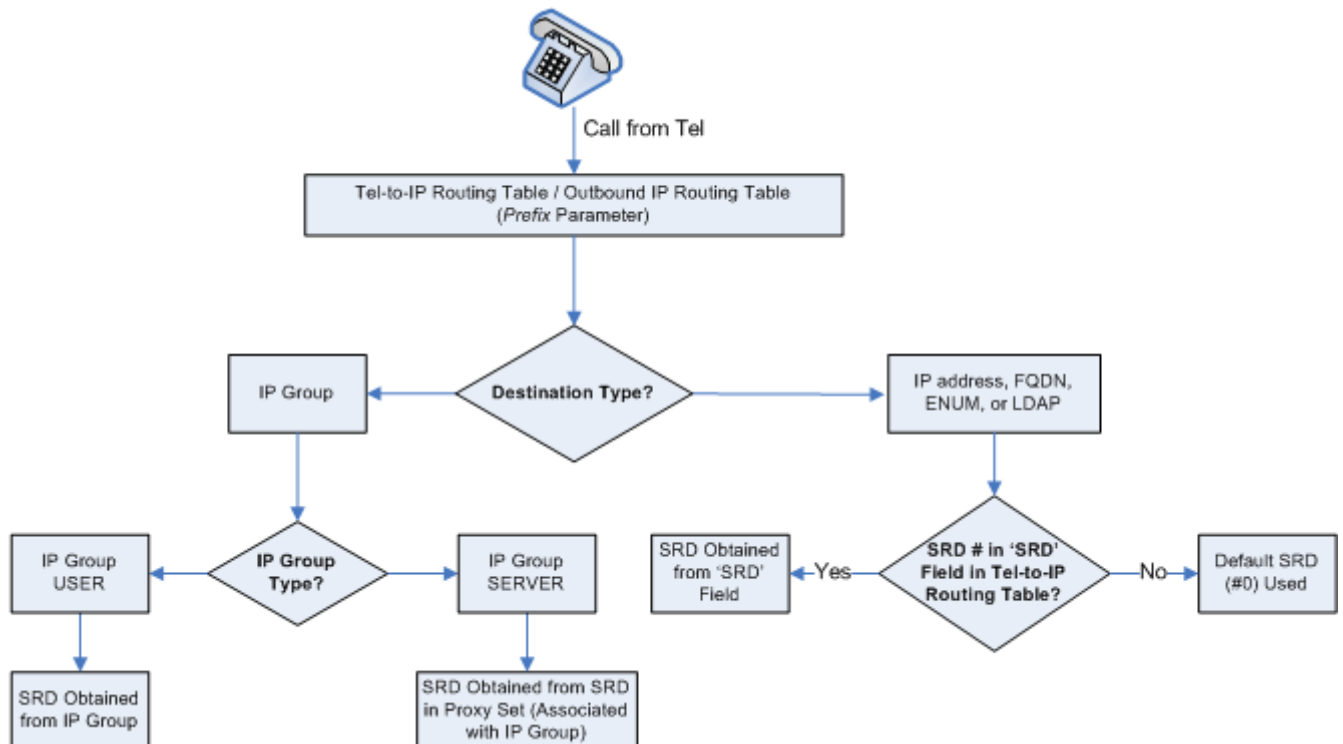 Call from Tel
Tel-to-IP Routing Table / Outbound IP Routing Table
(Prefix Parameter)
IP Group
Destination Type?
IP address, FQDN,
ENUM, or LDAP
IP Group
USER
IP Group
Type?
IP Group
SERVER
SRD Obtained
from ‘SRD’
Field
Yes
SRD # in ‘SRD’
Field in Tel-to-IP
Routing Table?
No
Default SRD
(#0) Used
SRD Obtained
from IP Group
SRD Obtained from SRD
in Proxy Set (Associated
with IP Group)